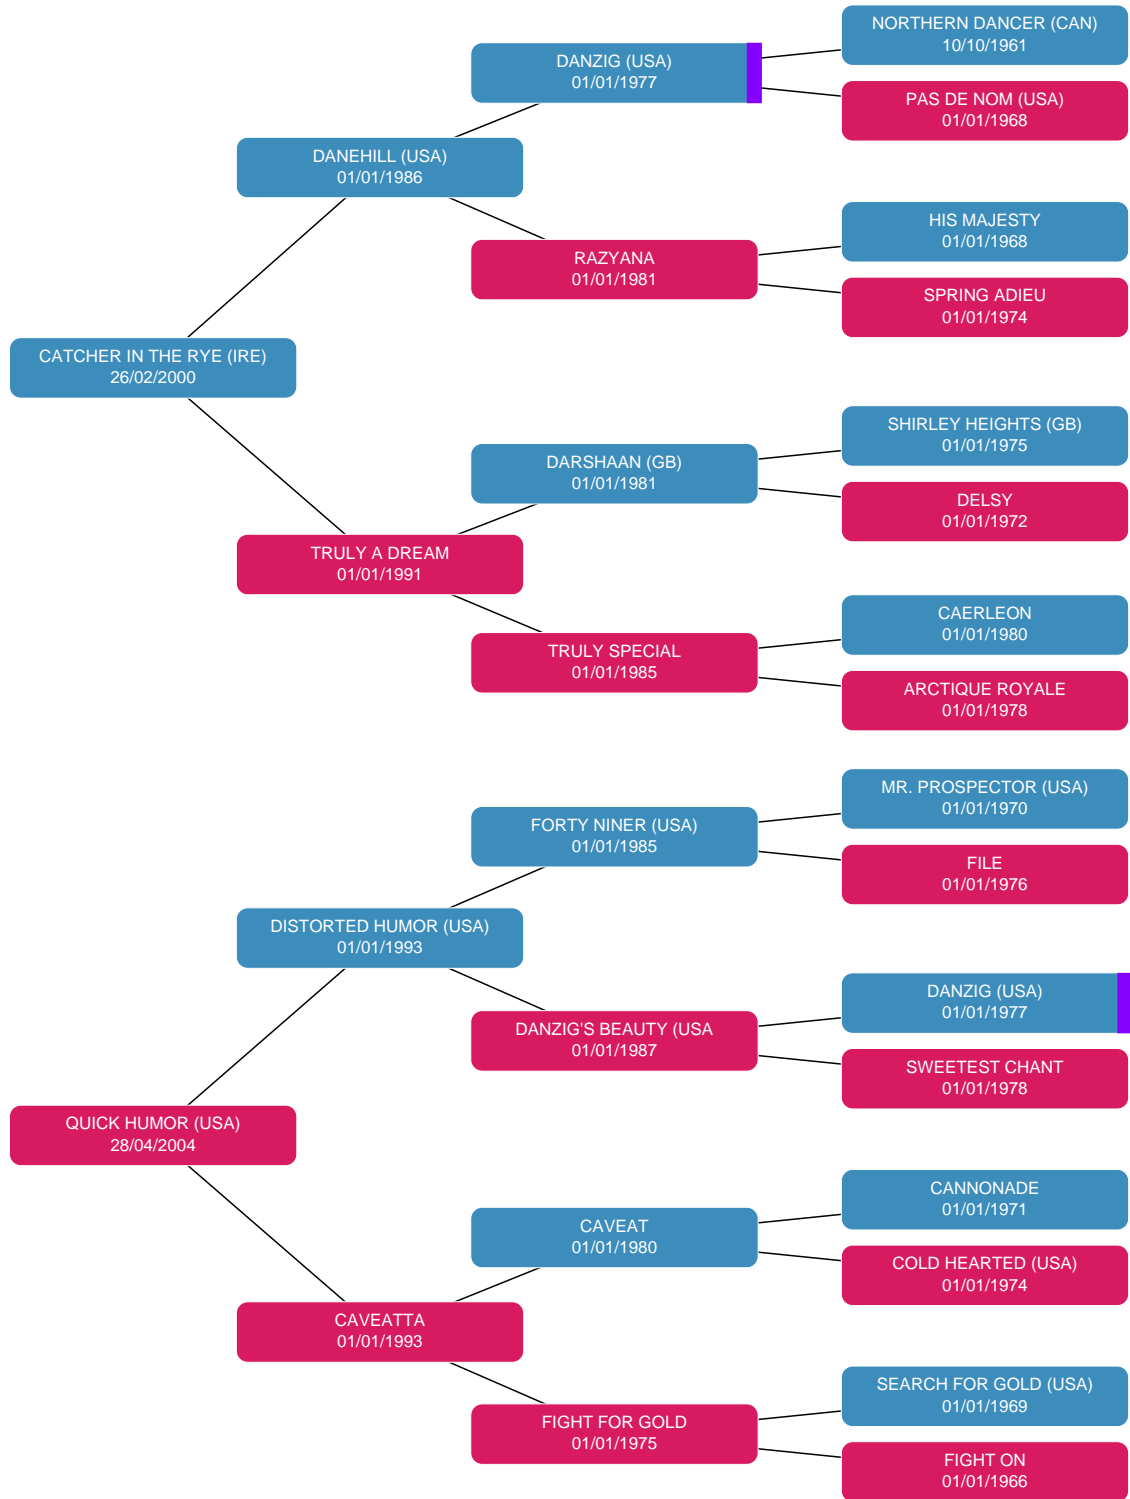 NORTHERN DANCER (CAN)
10/10/1961
DANZIG (USA)
01/01/1977
PAS DE NOM (USA)
01/01/1968
DANEHILL (USA)
01/01/1986
HIS MAJESTY
01/01/1968
RAZYANA
01/01/1981
SPRING ADIEU
01/01/1974
CATCHER IN THE RYE (IRE)
26/02/2000
SHIRLEY HEIGHTS (GB)
01/01/1975
DARSHAAN (GB)
01/01/1981
DELSY
01/01/1972
TRULY A DREAM
01/01/1991
CAERLEON
01/01/1980
TRULY SPECIAL
01/01/1985
ARCTIQUE ROYALE
01/01/1978
MR. PROSPECTOR (USA)
01/01/1970
FORTY NINER (USA)
01/01/1985
FILE
01/01/1976
DISTORTED HUMOR (USA)
01/01/1993
DANZIG (USA)
01/01/1977
DANZIG'S BEAUTY (USA
01/01/1987
SWEETEST CHANT
01/01/1978
QUICK HUMOR (USA)
28/04/2004
CANNONADE
01/01/1971
CAVEAT
01/01/1980
COLD HEARTED (USA)
01/01/1974
CAVEATTA
01/01/1993
SEARCH FOR GOLD (USA)
01/01/1969
FIGHT FOR GOLD
01/01/1975
FIGHT ON
01/01/1966